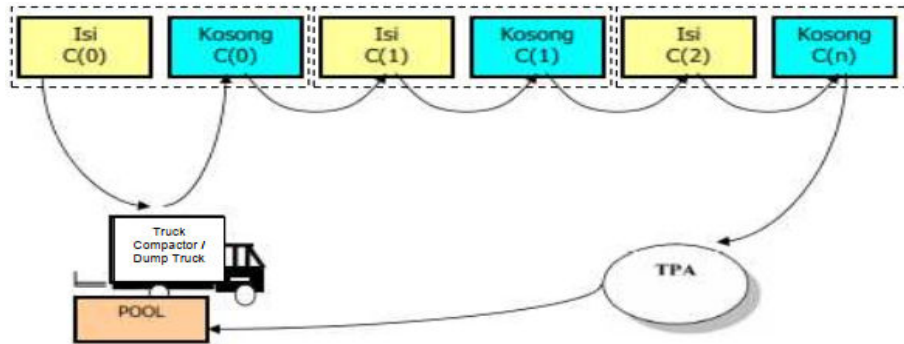 Isi
C(0)
Kosong
C(0)
Isi
C(1)
Kosong
C(1)
Isi
C(2)
Kosong
C(n)
Truck
Compactor /
Dump Truck
TPA
POOL